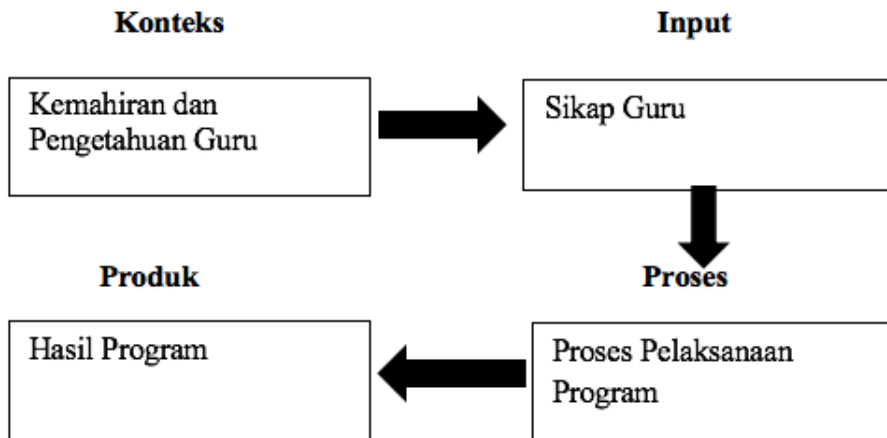 Konteks
Input
Kemahiran dan
Pengetahuan Guru
Sikap Guru
Produk
Proses
Hasil Program
Proses Pelaksanaan
Program